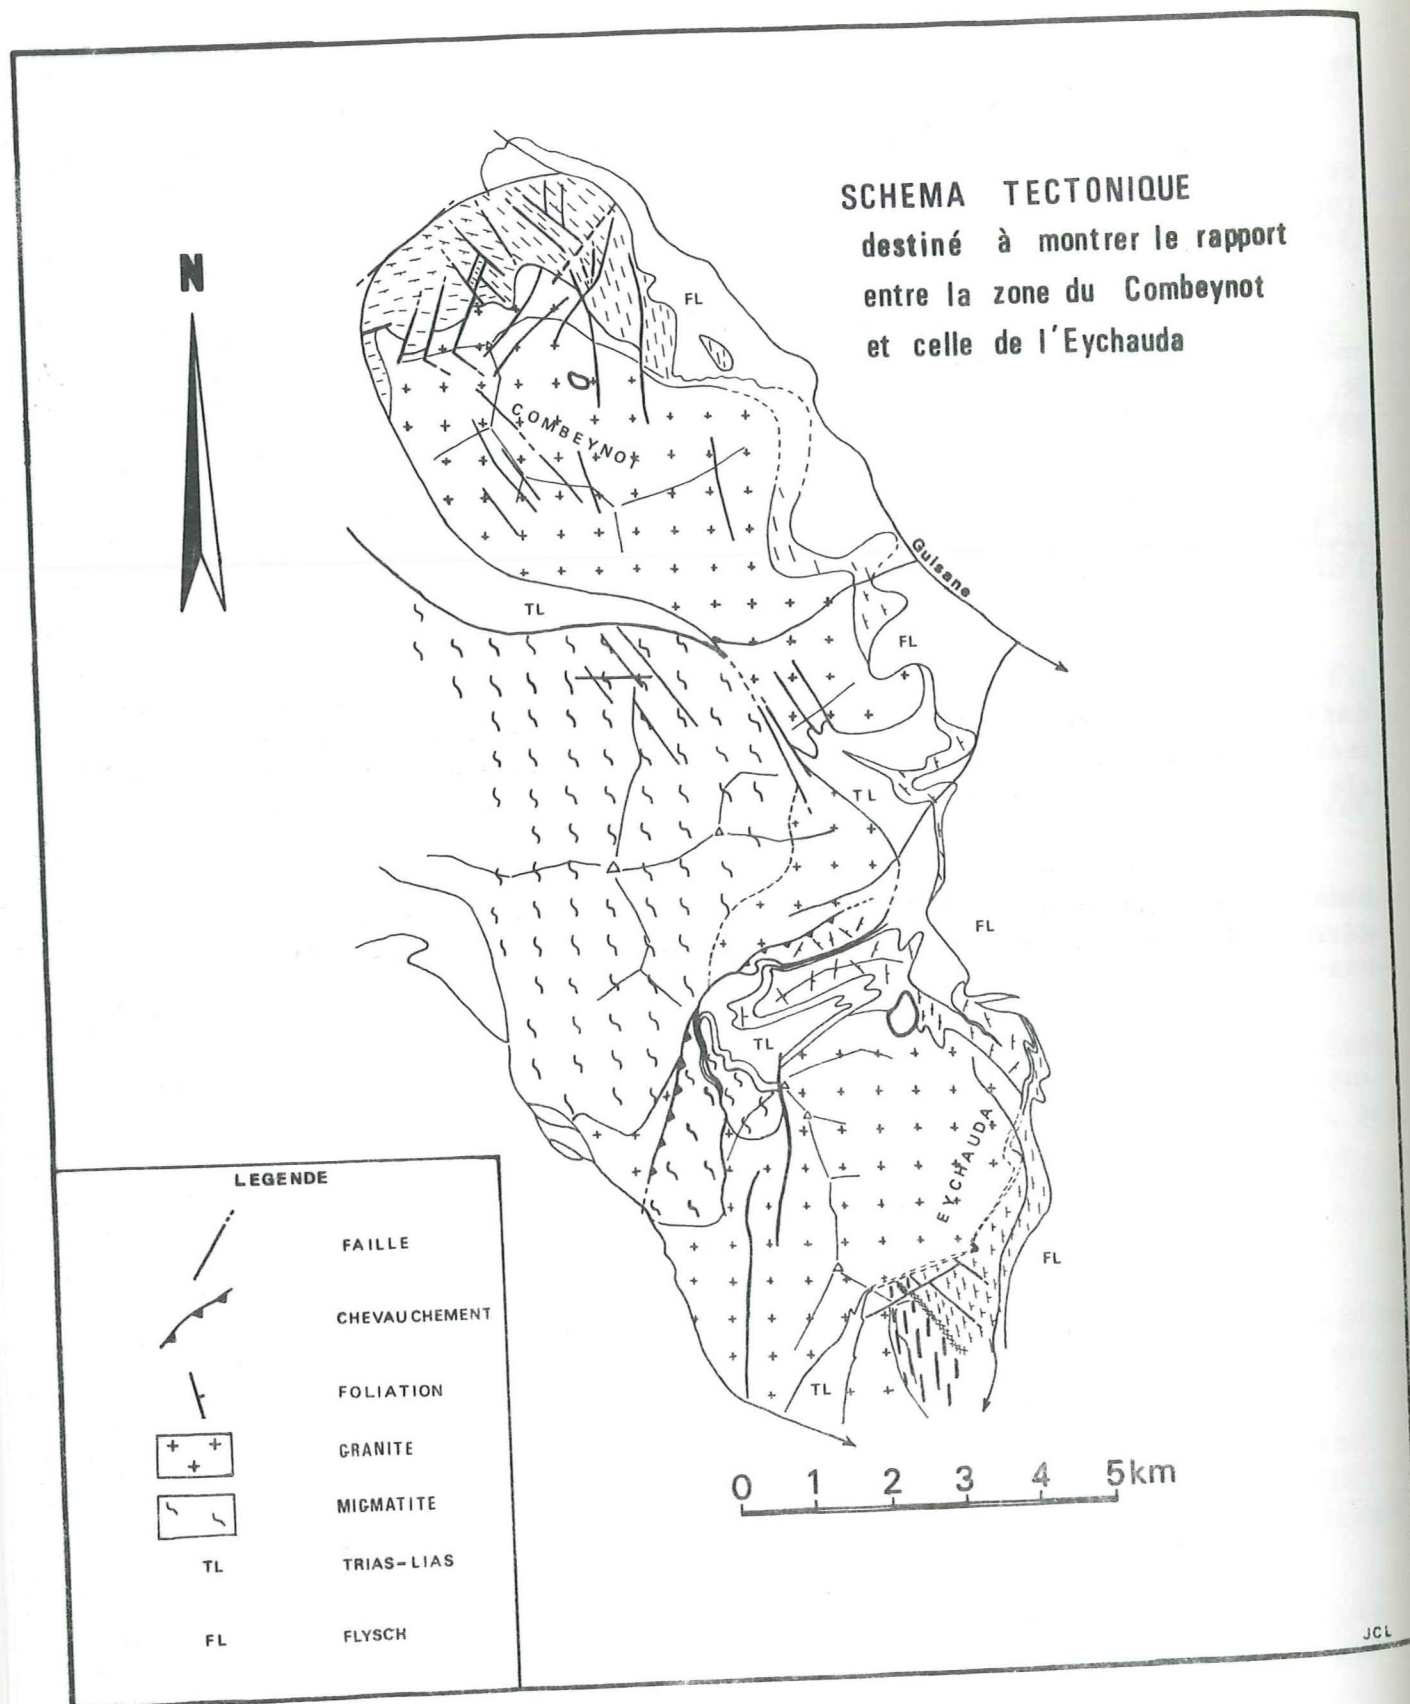 SCHEMA TECTONIQUE
destiné à montrer le rapport
entre la zone du Combeynot
et celle de l'Eychauda
N
FL
COMBEYNOT
Guisane
TL
FL
TL
FL
TL
EYCHAUDA
FL
TL
LEGENDE
FAILLE
CHEVAUCHEMENT
FOLIATION
GRANITE
MIGMATITE
TL TRIAS-LIAS
FL FLYSCH
0 1 2 3 4 5km
JCL